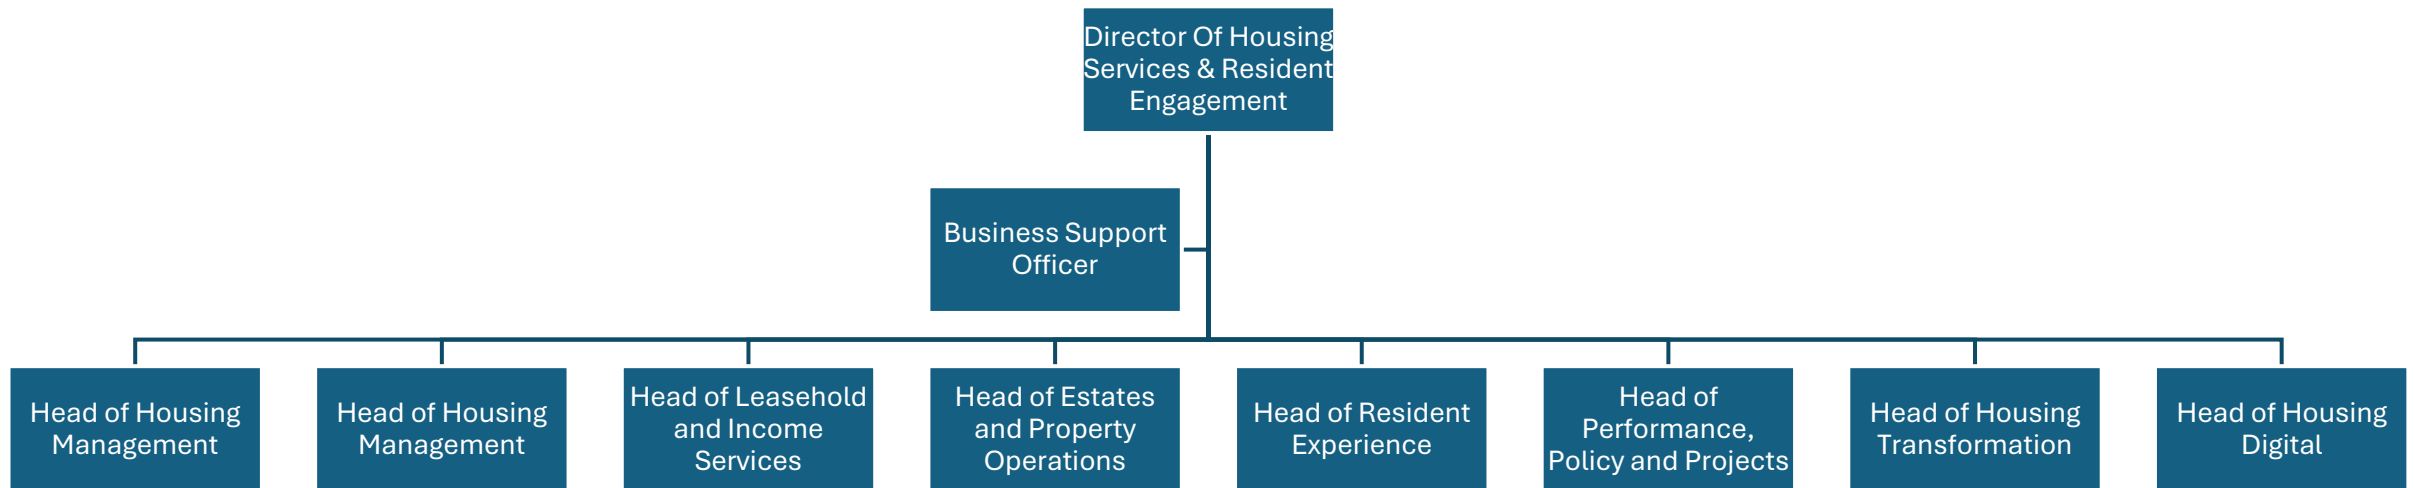 Director Of Housing
Services & Resident
Engagement
Business Support
Officer
Head of Housing
Management
Head of Housing
Management
Head of Leasehold
and Income
Services
Head of Estates
and Property
Operations
Head of Resident
Experience
Head of
Performance,
Policy and Projects
Head of Housing
Transformation
Head of Housing
Digital